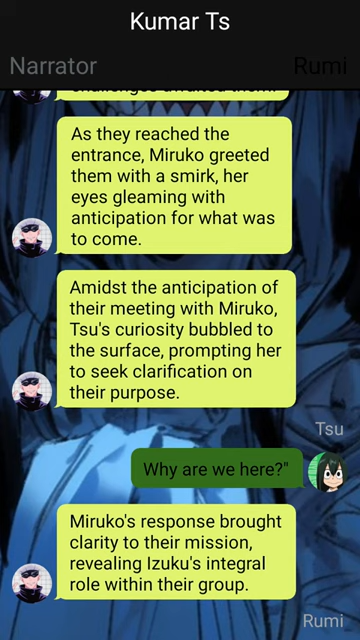 Kumar Ts
Narrator
Rumi
challenges awaited them.
As they reached the
entrance, Miruko greeted
them with a smirk, her
eyes gleaming with
anticipation for what was
to come.
Amidst the anticipation of
their meeting with Miruko,
Tsu's curiosity bubbled to
the surface, prompting her
to seek clarification on
their purpose.
Tsu
Why are we here?"
Miruko's response brought
clarity to their mission,
revealing Izuku's integral
role within their group.
Rumi